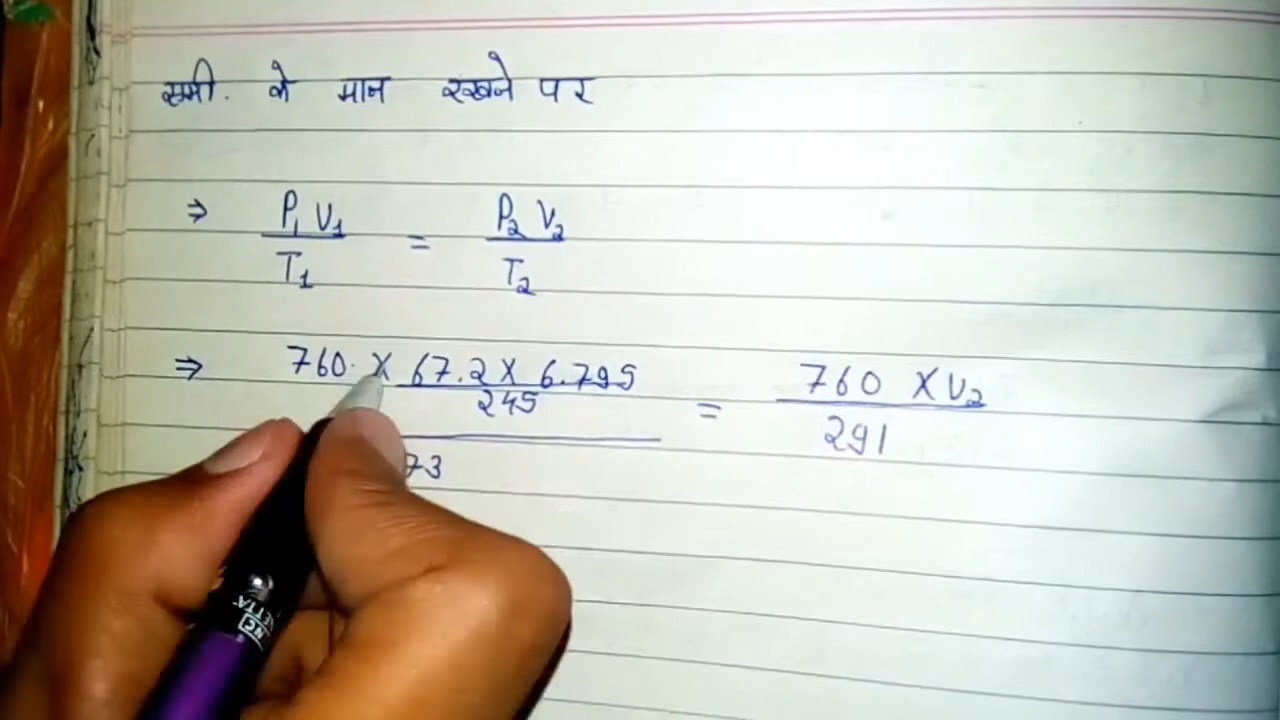 समी. के मान रखने पर
⇒ P₁ V₁ / T₁ = P₂ V₂ / T₂
⇒ 760 × 67.2 × 6.795 / 245 = 760 × V₂
73 291
NC